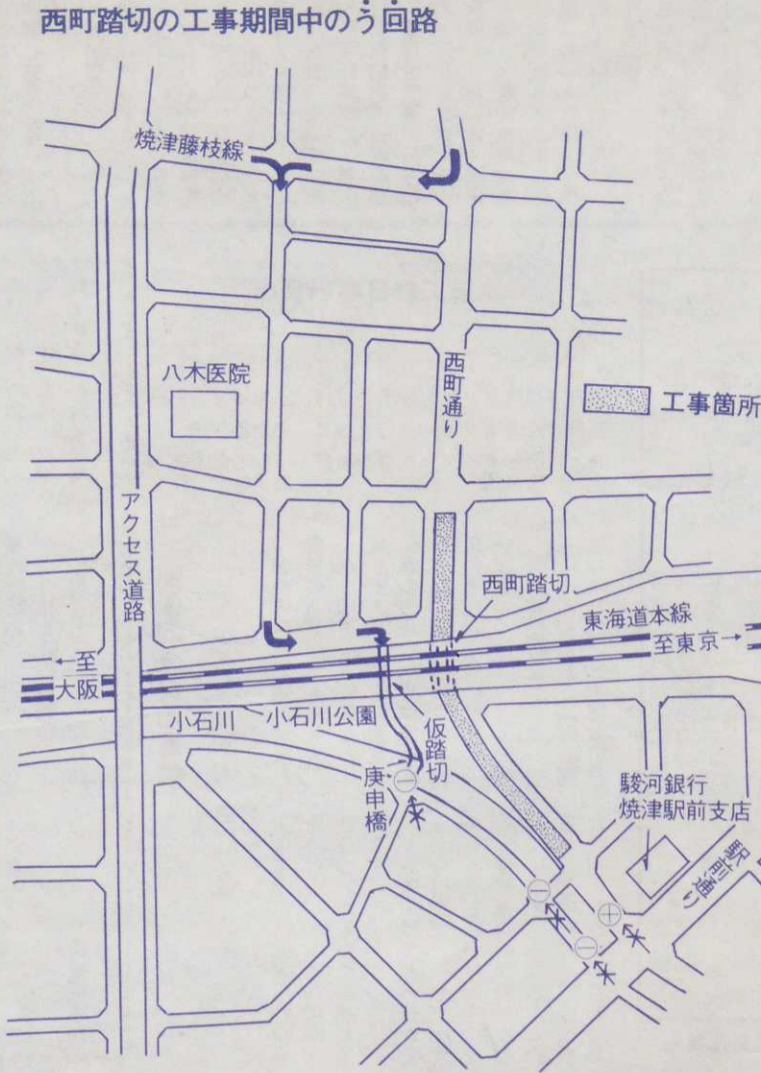 西町踏切の工事期間中のう回路
焼津藤枝線
八木医院
西町通り
工事箇所
アクセス道路
西町踏切
東海道本線
至東京→
←至
大阪
小石川
小石川公園
仮踏切
庚申橋
駿河銀行
焼津駅前支店
駅前通り